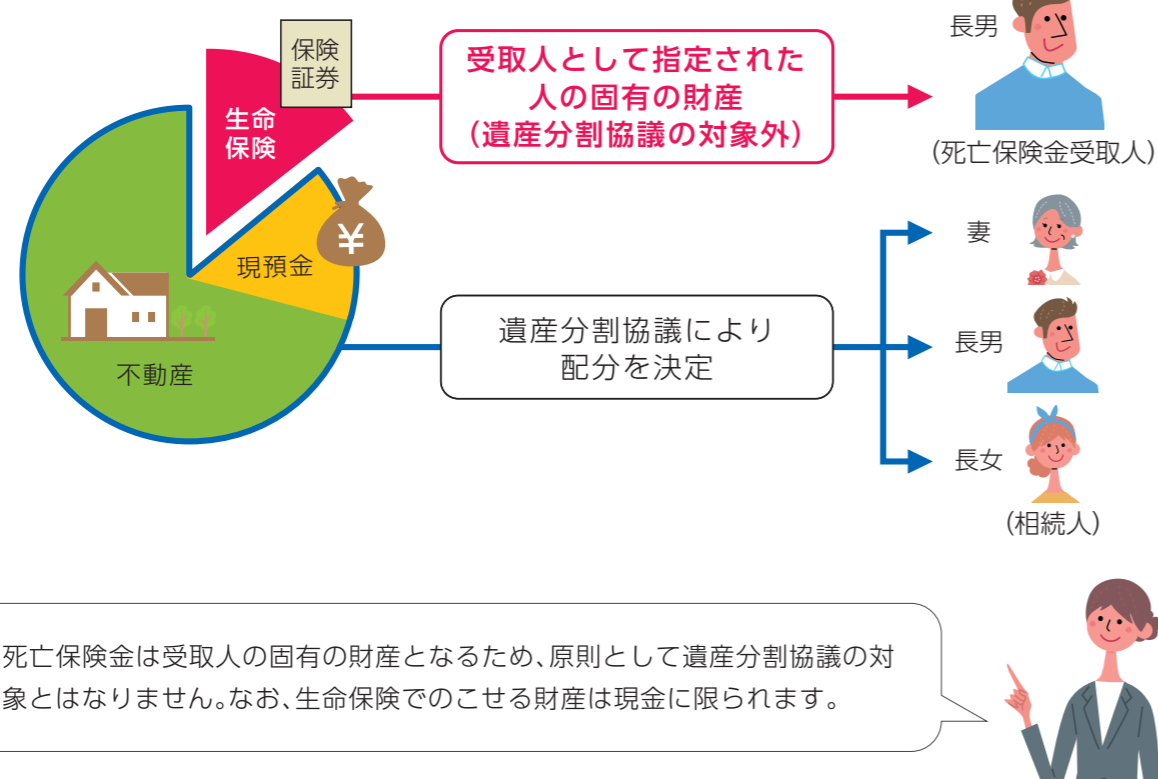 長男
保険
証券
受取人として指定された
人の固有の財産
(遺産分割協議の対象外)
生命
保険
(死亡保険金受取人)
妻
¥
現預金
遺産分割協議により
配分を決定
長男
不動産
長女
(相続人)
死亡保険金は受取人の固有の財産となるため、原則として遺産分割協議の対
象とはなりません。なお、生命保険でのこせる財産は現金に限られます。